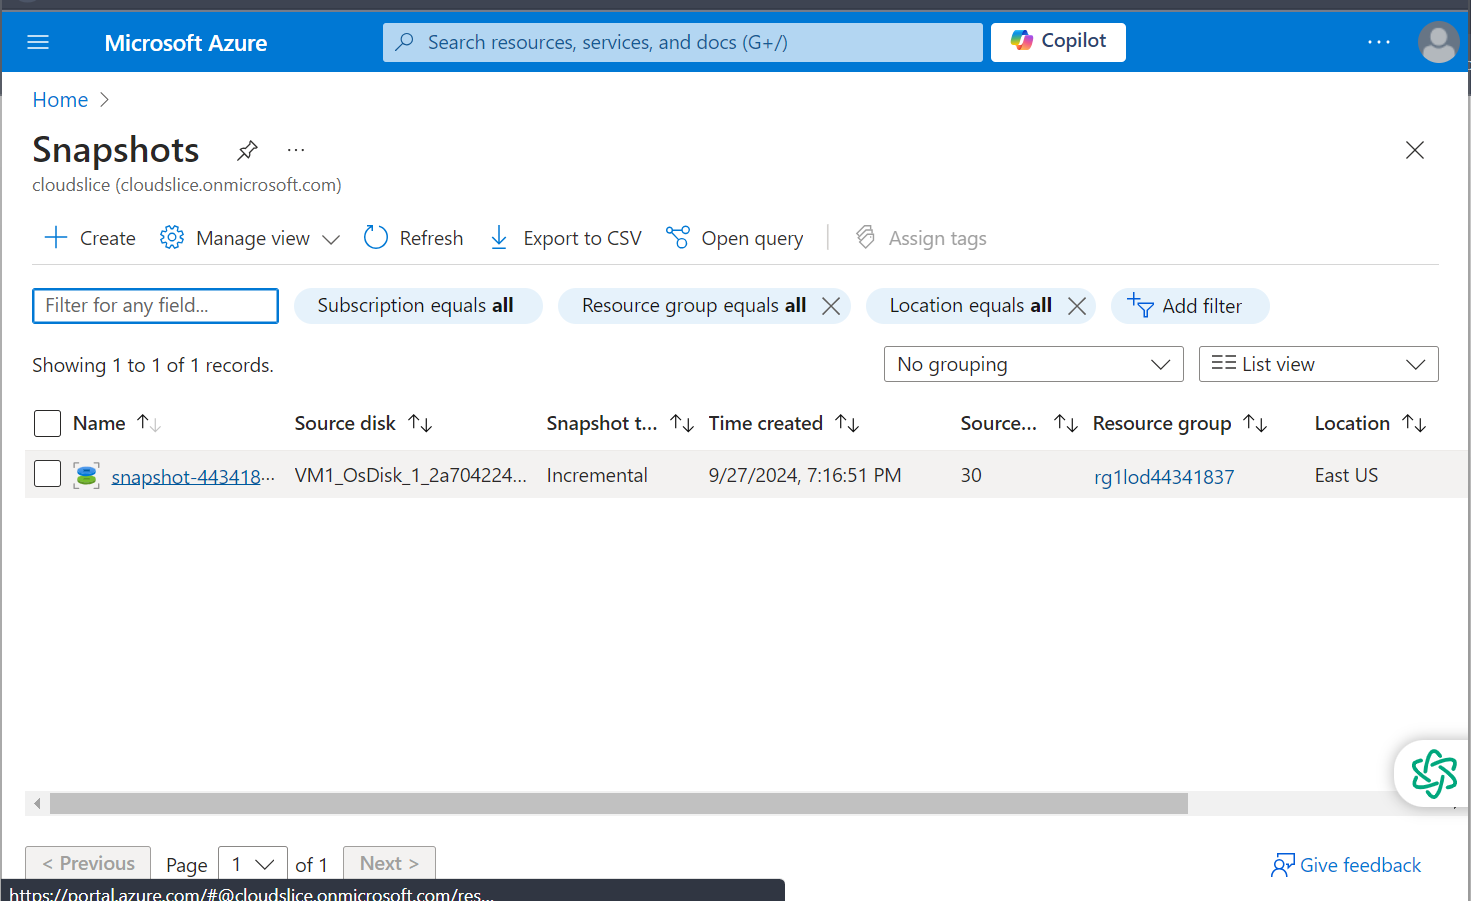 Microsoft Azure
Search resources, services, and docs (G+/)
Copilot
Home
Snapshots
cloudslice (cloudslice.onmicrosoft.com)
Create
Manage view
Refresh
Export to CSV
Open query
Assign tags
Filter for any field...
Subscription equals all
Resource group equals all
Location equals all
Add filter
Showing 1 to 1 of 1 records.
No grouping
List view
Name
Source disk
Snapshot t...
Time created
Source...
Resource group
Location
snapshot-443418...
VM1_OsDisk_1_2a704224...
Incremental
9/27/2024, 7:16:51 PM
30
rg1lod44341837
East US
< Previous
Page
1
of 1
Next >
Give feedback
https://portal.azure.com/#@cloudslice.onmicrosoft.com/res...